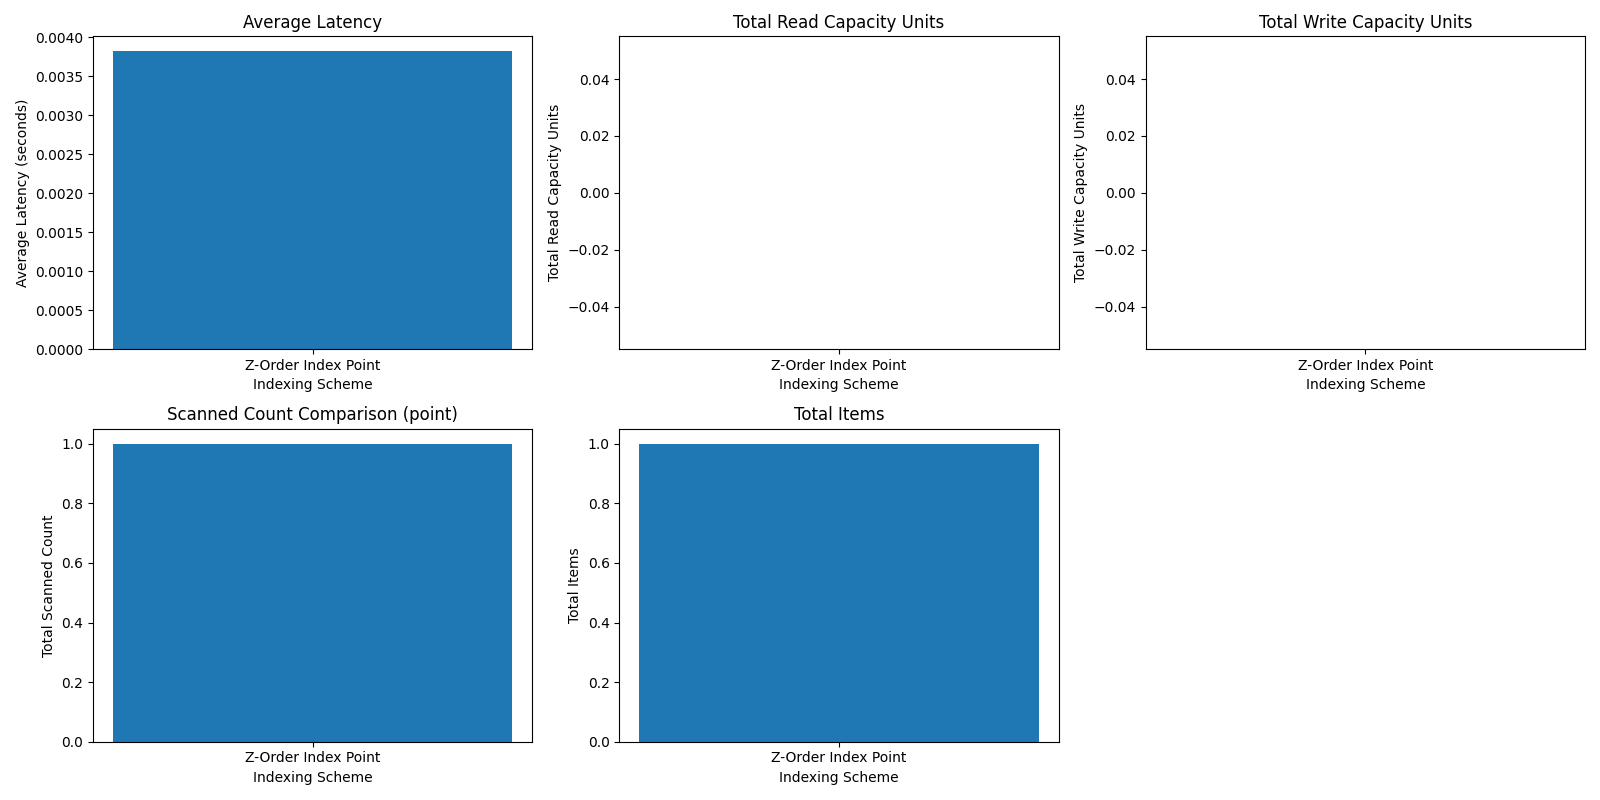 Average Latency
Average Latency (seconds)
0.0040
0.0035
0.0030
0.0025
0.0020
0.0015
0.0010
0.0005
0.0000
Z-Order Index Point
Indexing Scheme
Total Read Capacity Units
Total Read Capacity Units
0.04
0.02
0.00
−0.02
−0.04
Z-Order Index Point
Indexing Scheme
Total Write Capacity Units
Total Write Capacity Units
0.04
0.02
0.00
−0.02
−0.04
Z-Order Index Point
Indexing Scheme
Scanned Count Comparison (point)
Total Scanned Count
1.0
0.8
0.6
0.4
0.2
0.0
Z-Order Index Point
Indexing Scheme
Total Items
Total Items
1.0
0.8
0.6
0.4
0.2
0.0
Z-Order Index Point
Indexing Scheme